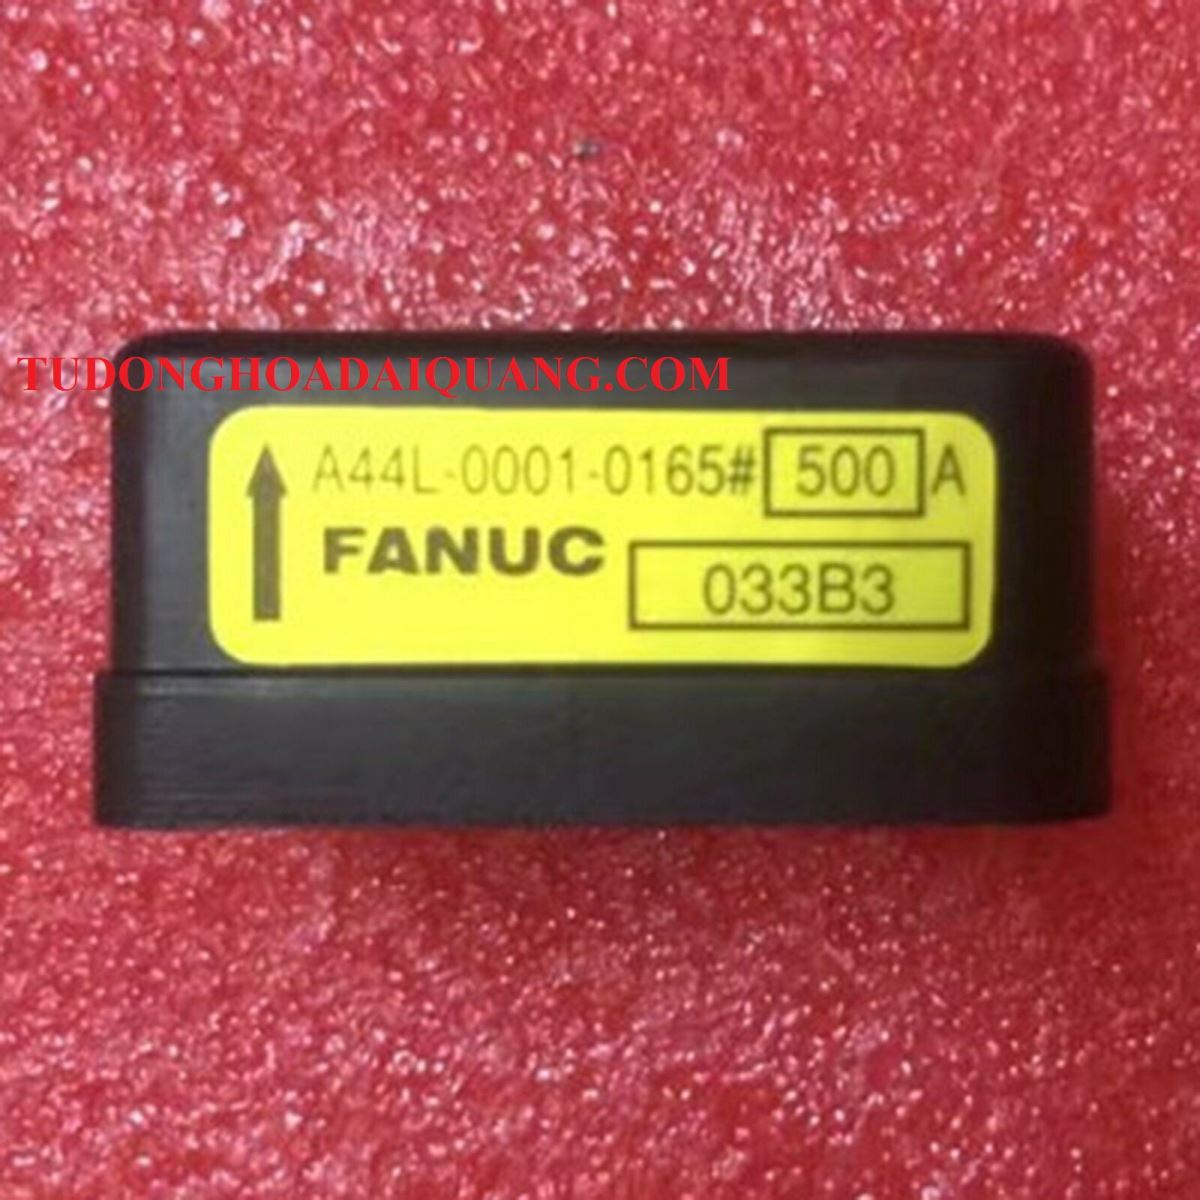 TUDONGHOADAIQUANG.COM
A44L-0001-0165# 500 A
FANUC
033B3